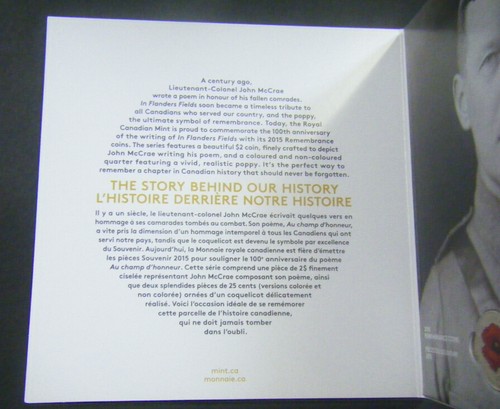 A century ago,
Lieutenant-Colonel John McCrae
wrote a poem in honour of his fallen comrades.
In Flanders Fields soon became a timeless tribute to
all Canadians who served our country, and the poppy,
the ultimate symbol of remembrance. Today, the Royal
Canadian Mint is proud to commemorate the 100th anniversary
of the writing of In Flanders Fields with its 2015 Remembrance
coins. The series features a beautiful $2 coin, finely crafted to depict
John McCrae writing his poem, and a coloured and non-coloured
quarter featuring a vivid, realistic poppy. It's the perfect way to
remember a chapter in Canadian history that should never be forgotten.
THE STORY BEHIND OUR HISTORY
L'HISTOIRE DERRIÈRE NOTRE HISTOIRE
Il y a un siècle, le lieutenant-colonel John McCrae écrivait quelques vers en
hommage à ses camarades tombés au combat. Son poème, Au champ d'honneur,
a vite pris la dimension d'un hommage intemporel à tous les Canadiens qui ont
servi notre pays, tandis que le coquelicot est devenu le symbole par excellence
du Souvenir. Aujourd'hui, la Monnaie royale canadienne est fière d'émettre
les pièces Souvenir 2015 pour souligner le 100e anniversaire du poème
Au champ d'honneur. Cette série comprend une pièce de 2$ finement
ciselée représentant John McCrae composant son poème, ainsi
que deux splendides pièces de 25 cents (versions colorée et
non colorée) ornées d'un coquelicot délicatement
réalisé. Voici l'occasion idéale de se remémorer
cette parcelle de l'histoire canadienne,
qui ne doit jamais tomber
dans l'oubli.
mint.ca
monnaie.ca